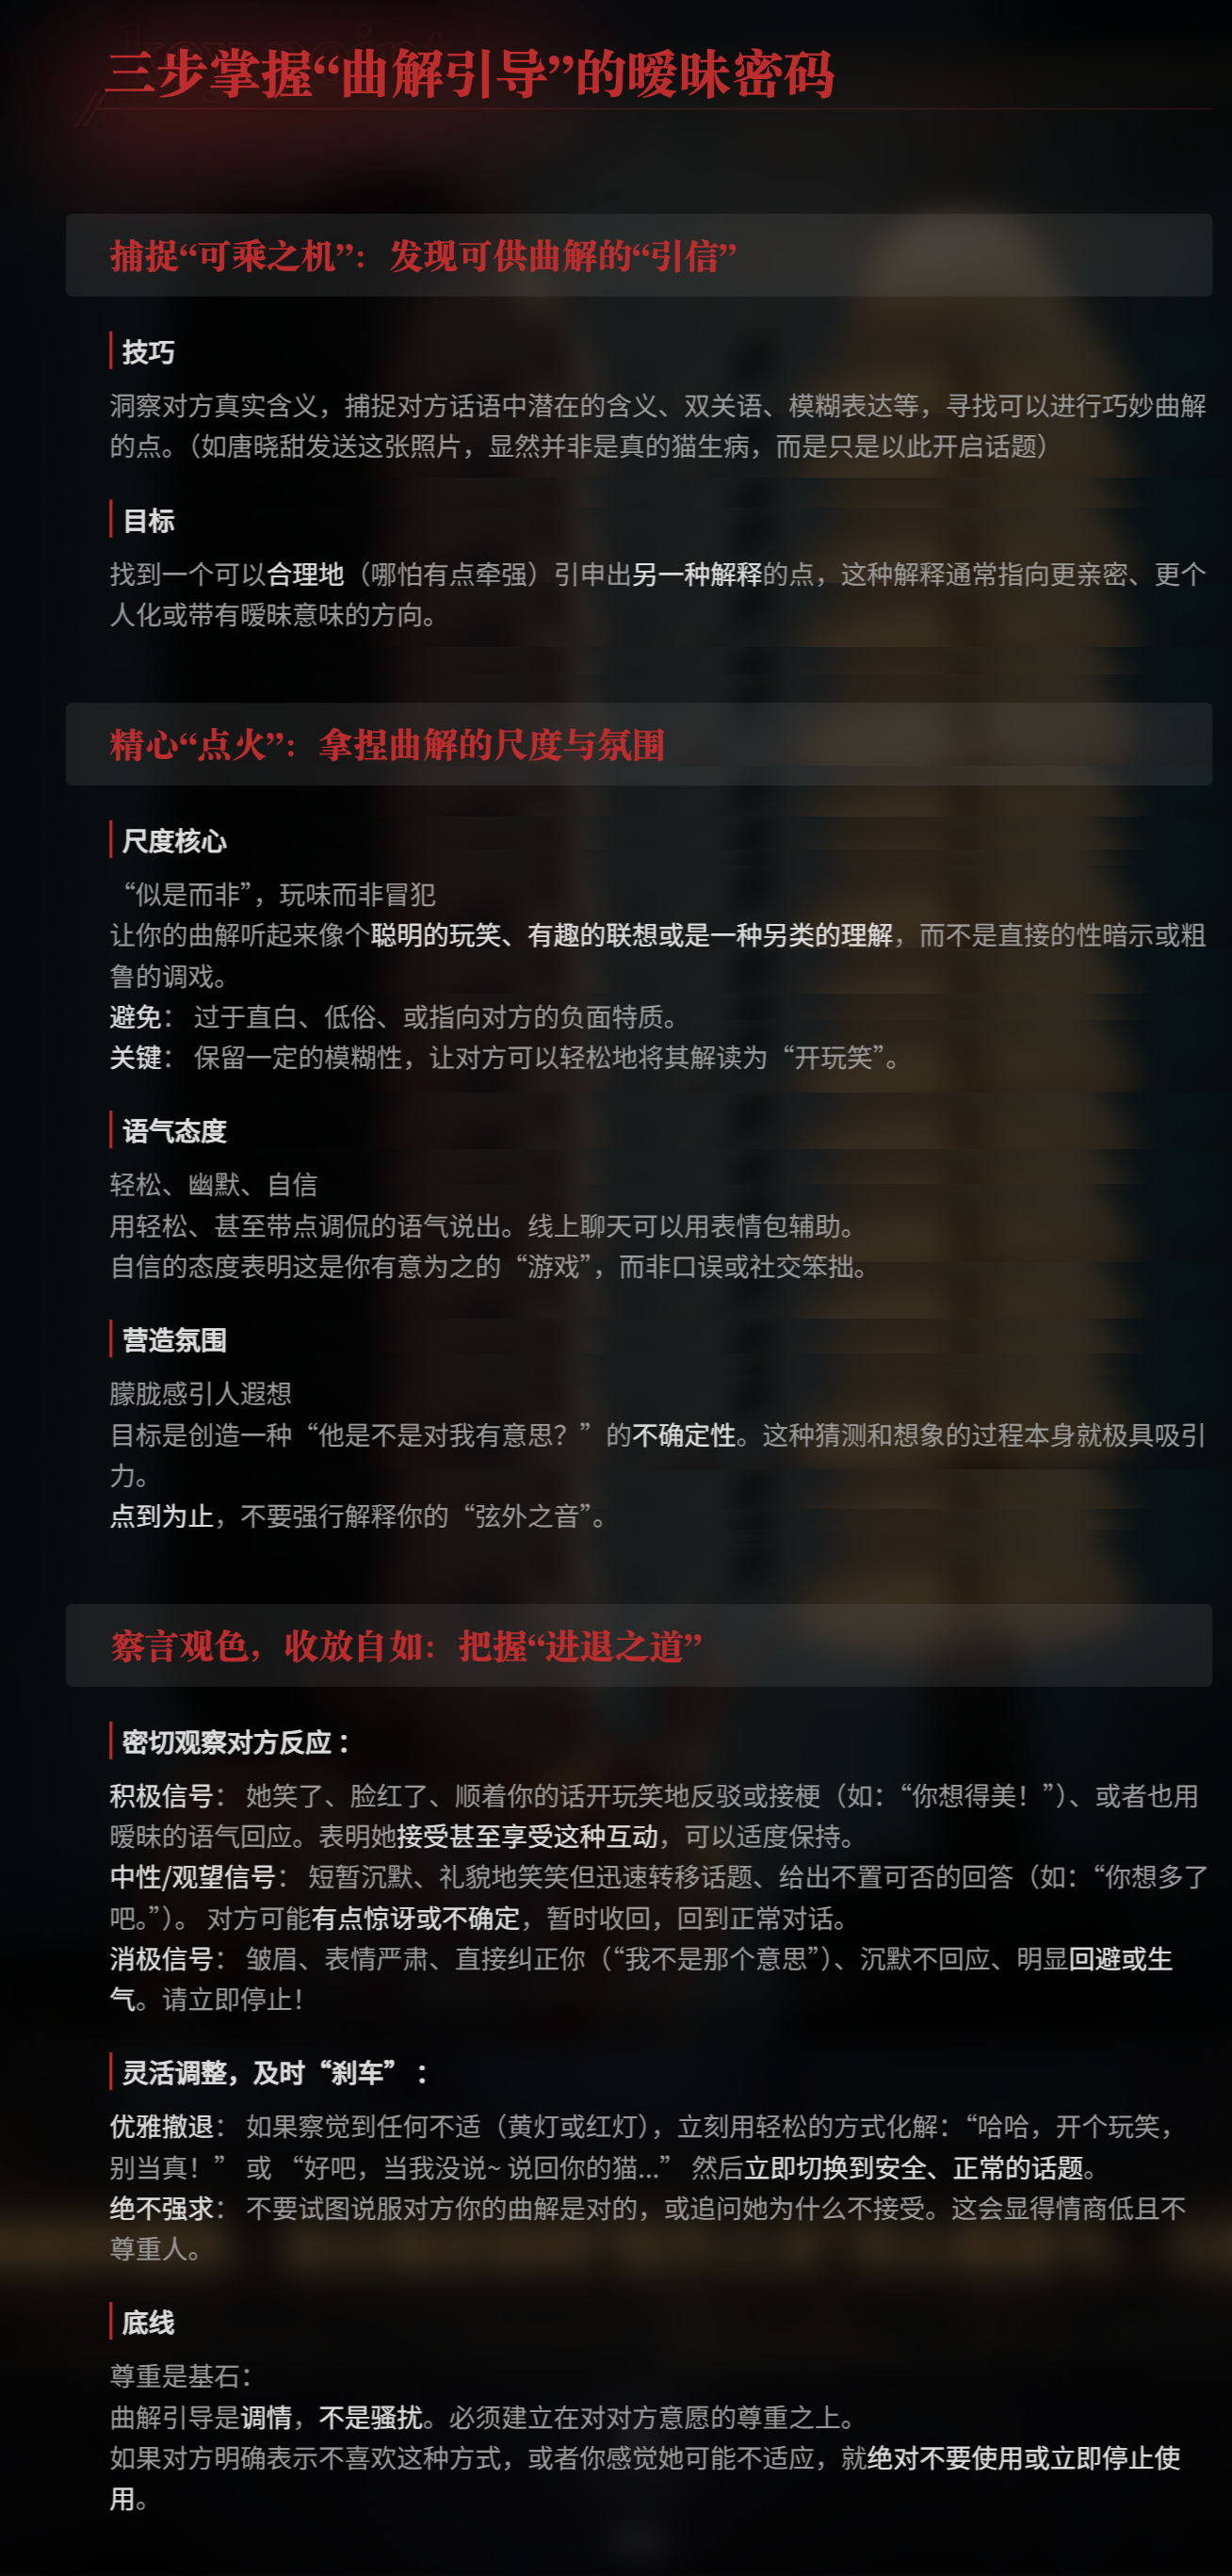 三步掌握“曲解引导”的暧昧密码
捕捉“可乘之机”：发现可供曲解的“引信”
技巧
洞察对方真实含义，捕捉对方话语中潜在的含义、双关语、模糊表达等，寻找可以进行巧妙曲解
的点。（如唐晓甜发送这张照片，显然并非是真的猫生病，而是只是以此开启话题）
目标
找到一个可以合理地（哪怕有点牵强）引申出另一种解释的点，这种解释通常指向更亲密、更个
人化或带有暧昧意味的方向。
精心“点火”：拿捏曲解的尺度与氛围
尺度核心
“似是而非”，玩味而非冒犯
让你的曲解听起来像个聪明的玩笑、有趣的联想或是一种另类的理解，而不是直接的性暗示或粗
鲁的调戏。
避免： 过于直白、低俗、或指向对方的负面特质。
关键： 保留一定的模糊性，让对方可以轻松地将其解读为“开玩笑”。
语气态度
轻松、幽默、自信
用轻松、甚至带点调侃的语气说出。线上聊天可以用表情包辅助。
自信的态度表明这是你有意为之的“游戏”，而非口误或社交笨拙。
营造氛围
朦胧感引人遐想
目标是创造一种“他是不是对我有意思？”的不确定性。这种猜测和想象的过程本身就极具吸引
力。
点到为止，不要强行解释你的“弦外之音”。
察言观色，收放自如：把握“进退之道”
密切观察对方反应：
积极信号： 她笑了、脸红了、顺着你的话开玩笑地反驳或接梗（如：“你想得美！”）、或者也用
暧昧的语气回应。表明她接受甚至享受这种互动，可以适度保持。
中性/观望信号： 短暂沉默、礼貌地笑笑但迅速转移话题、给出不置可否的回答（如：“你想多了
吧。”）。 对方可能有点惊讶或不确定，暂时收回，回到正常对话。
消极信号： 皱眉、表情严肃、直接纠正你（“我不是那个意思”）、沉默不回应、明显回避或生
气。请立即停止！
灵活调整，及时“刹车” ：
优雅撤退： 如果察觉到任何不适（黄灯或红灯），立刻用轻松的方式化解：“哈哈，开个玩笑，
别当真！” 或 “好吧，当我没说~ 说回你的猫...” 然后立即切换到安全、正常的话题。
绝不强求： 不要试图说服对方你的曲解是对的，或追问她为什么不接受。这会显得情商低且不
尊重人。
底线
尊重是基石：
曲解引导是调情，不是骚扰。必须建立在对对方意愿的尊重之上。
如果对方明确表示不喜欢这种方式，或者你感觉她可能不适应，就绝对不要使用或立即停止使
用。